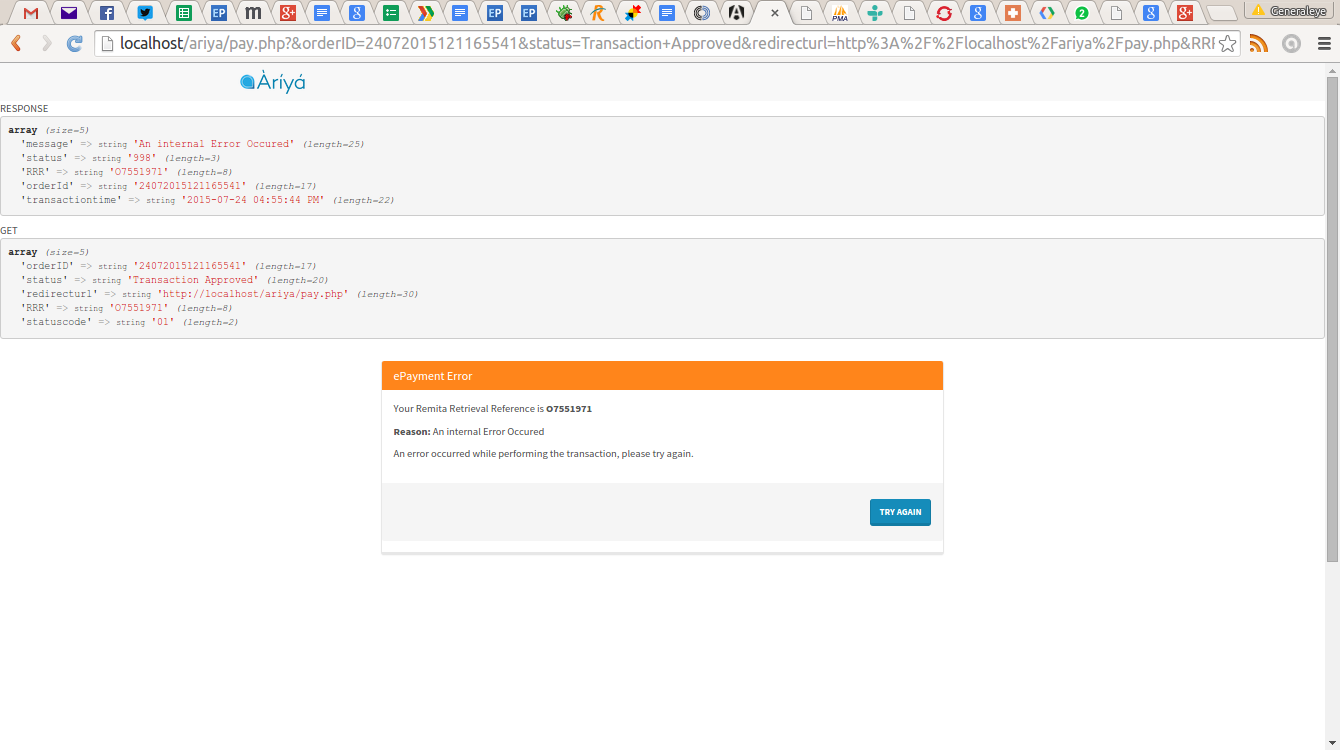 Generaleye
localhost/ariya/pay.php?&orderID=24072015121165541&status=Transaction+Approved&redirecturl=http%3A%2F%2Flocalhost%2Fariya%2Fpay.php&RRF
Àríyá
RESPONSE
array (size=5)
'message' => string 'An internal Error Occured' (length=25)
'status' => string '998' (length=3)
'RRR' => string 'O7551971' (length=8)
'orderId' => string '24072015121165541' (length=17)
'transactiontime' => string '2015-07-24 04:55:44 PM' (length=22)
GET
array (size=5)
'orderID' => string '24072015121165541' (length=17)
'status' => string 'Transaction Approved' (length=20)
'redirecturl' => string 'http://localhost/ariya/pay.php' (length=30)
'RRR' => string 'O7551971' (length=8)
'statuscode' => string '01' (length=2)
ePayment Error
Your Remita Retrieval Reference is O7551971
Reason: An internal Error Occured
An error occurred while performing the transaction, please try again.
TRY AGAIN